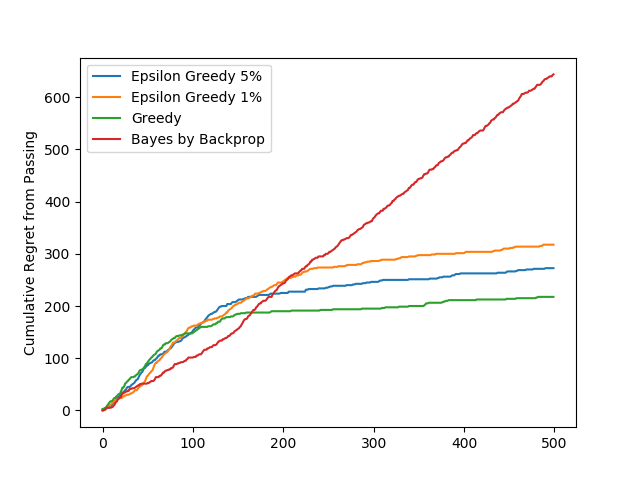 Epsilon Greedy 5%
Epsilon Greedy 1%
Greedy
Bayes by Backprop
Cumulative Regret from Passing
600
500
400
300
200
100
0
0 100 200 300 400 500